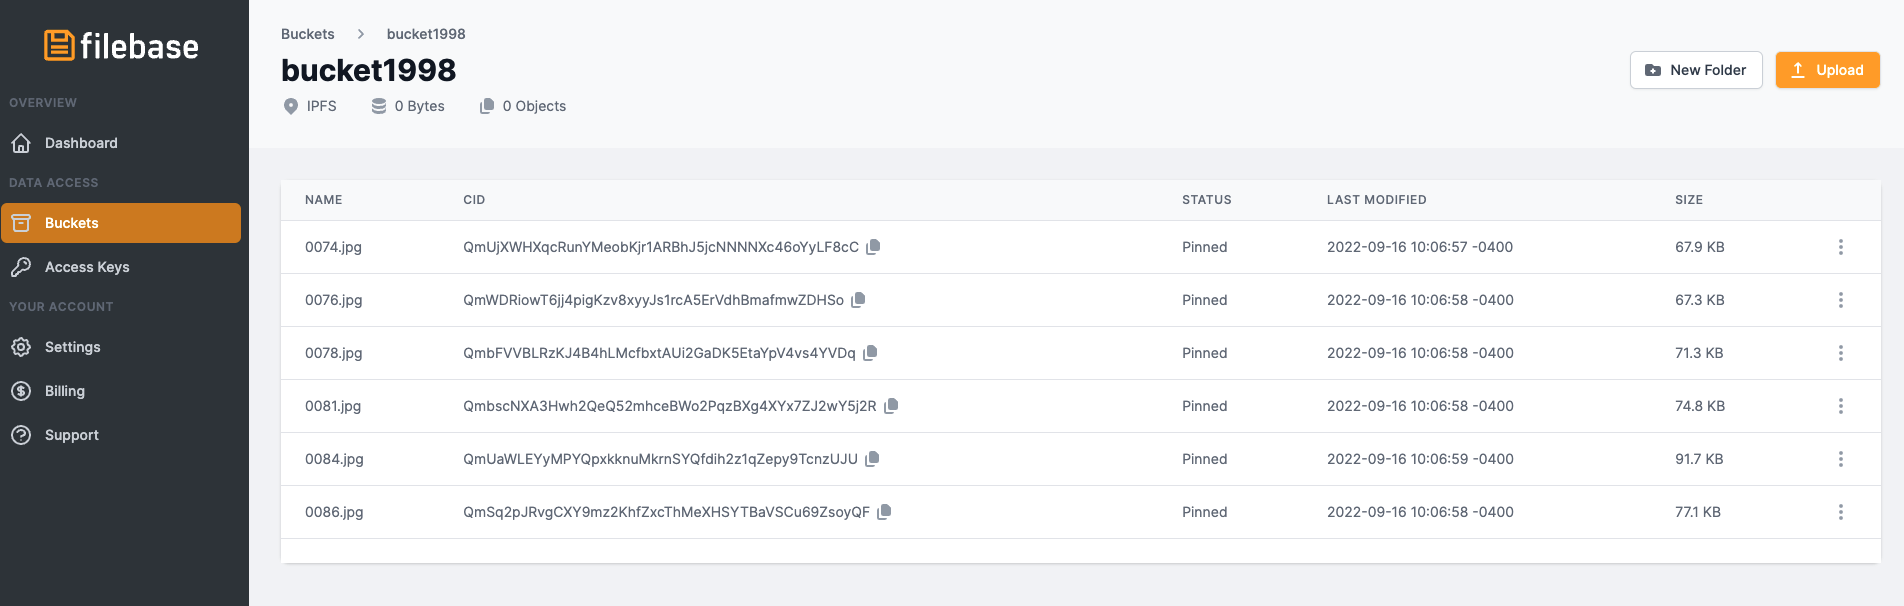 filebase
OVERVIEW
Dashboard
DATA ACCESS
Buckets
Access Keys
YOUR ACCOUNT
Settings
Billing
Support
Buckets > bucket1998
bucket1998
IPFS 0 Bytes 0 Objects
New Folder Upload
NAME CID STATUS LAST MODIFIED SIZE
0074.jpg QmUjXWHXqcRunYMeobKjr1ARBhJ5jcNNNNXc46oYyLF8cC Pinned 2022-09-16 10:06:57 -0400 67.9 KB
0076.jpg QmWDRiowT6jj4pigKzv8xyyJs1rcA5ErVdhBmafmwZDHSo Pinned 2022-09-16 10:06:58 -0400 67.3 KB
0078.jpg QmbFVVBLRzKJ4B4hLMcfbxtAUi2GaDK5EtaYpV4vs4YVDq Pinned 2022-09-16 10:06:58 -0400 71.3 KB
0081.jpg QmbscNXA3Hwh2QeQ52mhceBWo2PqzBXg4XYx7ZJ2wY5j2R Pinned 2022-09-16 10:06:58 -0400 74.8 KB
0084.jpg QmUaWLEYyMPYQpxkknuMkrnSYQfdih2z1qZepy9TcnzUJU Pinned 2022-09-16 10:06:59 -0400 91.7 KB
0086.jpg QmSq2pJRvgCXY9mz2KhfZxcThMeXHSYTBaVSCu69ZsoyQF Pinned 2022-09-16 10:06:58 -0400 77.1 KB